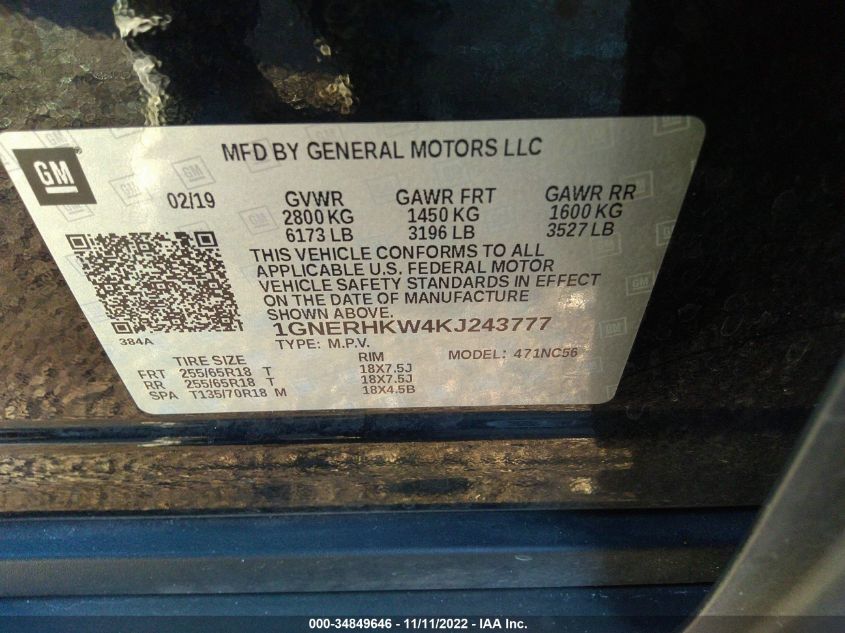 GM
MFD BY GENERAL MOTORS LLC
02/19 GVWR GAWR FRT GAWR RR
2800 KG 1450 KG 1600 KG
6173 LB 3196 LB 3527 LB
THIS VEHICLE CONFORMS TO ALL
APPLICABLE U.S. FEDERAL MOTOR
VEHICLE SAFETY STANDARDS IN EFFECT
ON THE DATE OF MANUFACTURE
SHOWN ABOVE.
384A
1GNERHKW4KJ243777
TYPE: M.P.V. MODEL: 471NC56
TIRE SIZE RIM
FRT 255/65R18 T 18X7.5J
RR 255/65R18 T 18X7.5J
SPA T135/70R18 M 18X4.5B
000-34849646 - 11/11/2022 - IAA Inc.